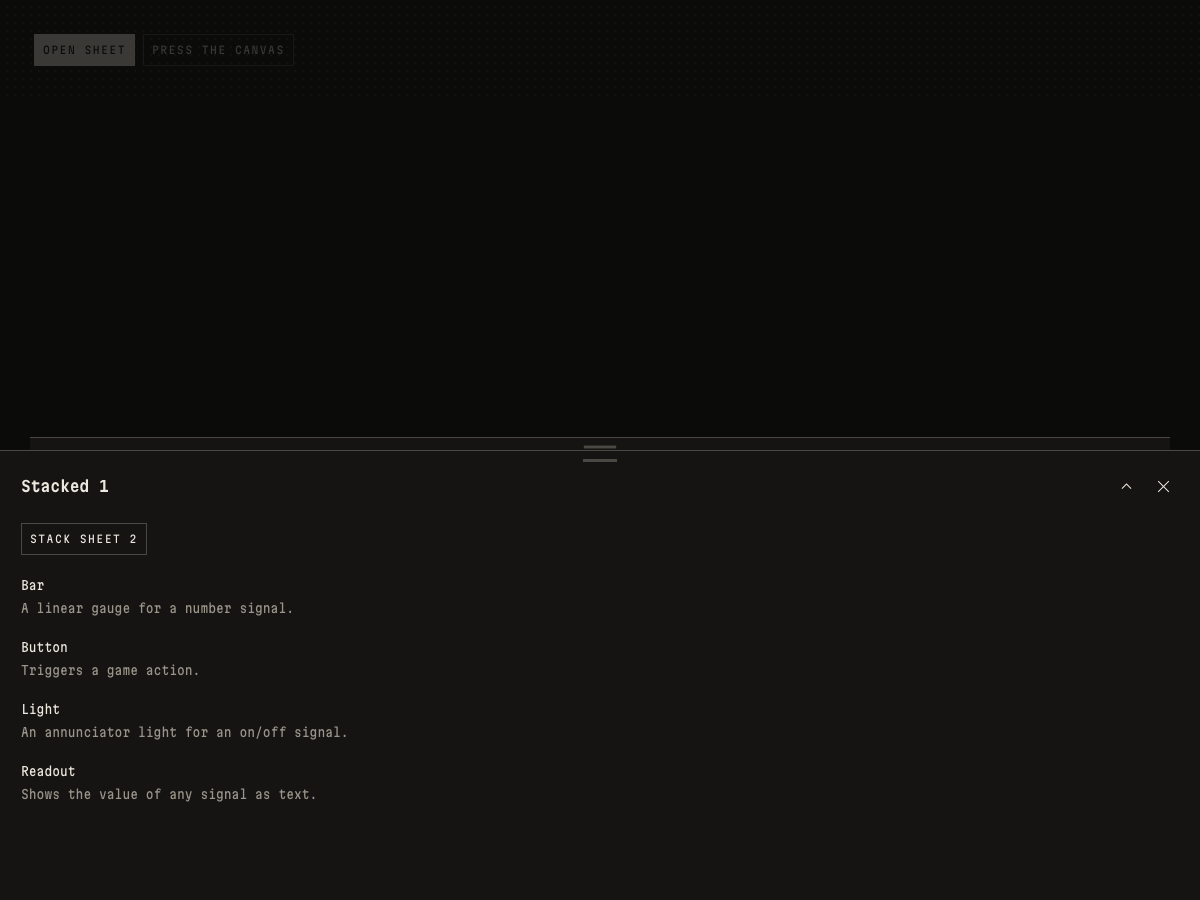 OPEN SHEET
PRESS THE CANVAS
Stacked 1
STACK SHEET 2
Bar
A linear gauge for a number signal.
Button
Triggers a game action.
Light
An annunciator light for an on/off signal.
Readout
Shows the value of any signal as text.